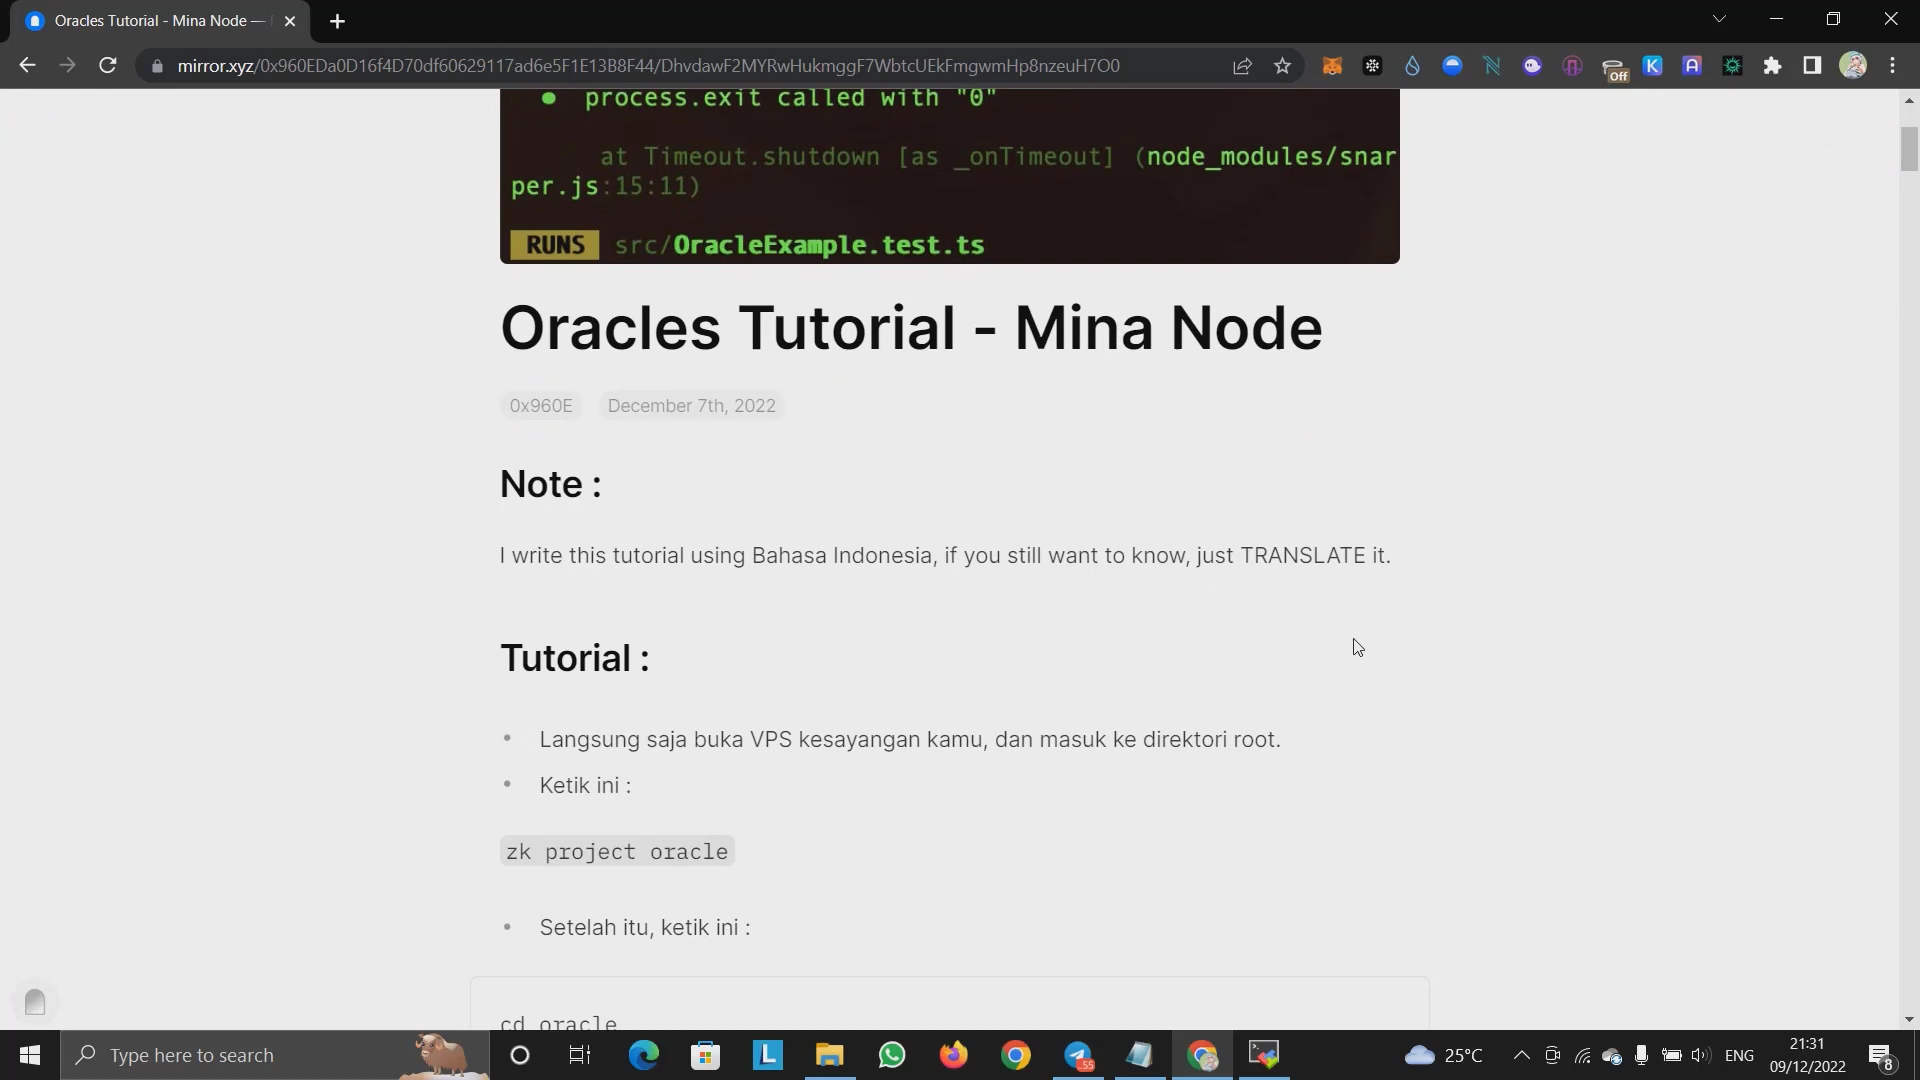 Oracles Tutorial - Mina Node —
mirror.xyz/0x960EDa0D16f4D70df60629117ad6e5F1E13B8F44/DhvdawF2MYRwHukmggF7WbtcUEkFmgwmHp8nzeuH7O0
Off
process.exit called with "0"
at Timeout.shutdown [as _onTimeout] (node_modules/snar
per.js:15:11)
RUNS src/OracleExample.test.ts
Oracles Tutorial - Mina Node
0x960E December 7th, 2022
Note :
I write this tutorial using Bahasa Indonesia, if you still want to know, just TRANSLATE it.
Tutorial :
• Langsung saja buka VPS kesayangan kamu, dan masuk ke direktori root.
• Ketik ini :
zk project oracle
• Setelah itu, ketik ini :
cd oracle
Type here to search
L
55
25°C
ENG
21:31
09/12/2022
8